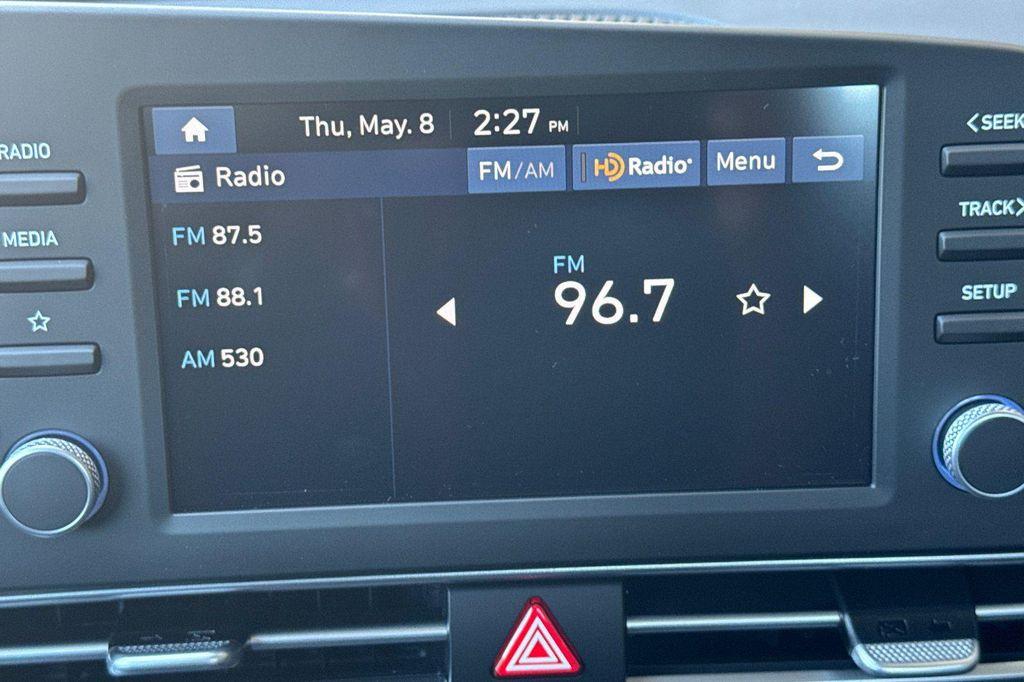 Thu, May. 8 2:27 PM
Radio FM/AM HD Radio® Menu
FM 87.5
FM 88.1
AM 530
FM
96.7
RADIO
MEDIA
<SEEK
TRACK>
SETUP